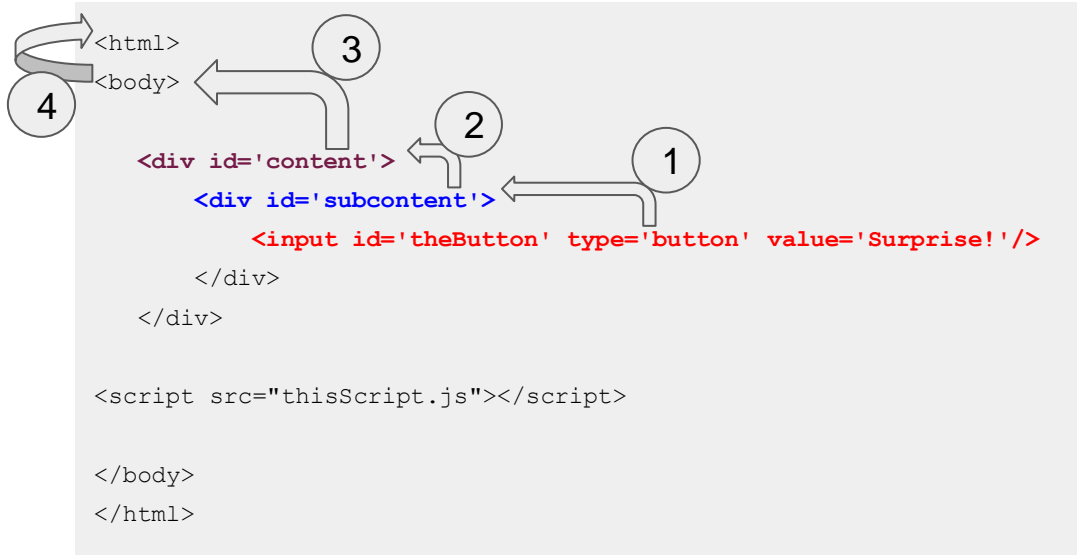 <html>
3
<body>
4
2
<div id='content'>
1
<div id='subcontent'>
<input id='theButton' type='button' value='Surprise!'/>
</div>
</div>
<script src="thisScript.js"></script>
</body>
</html>